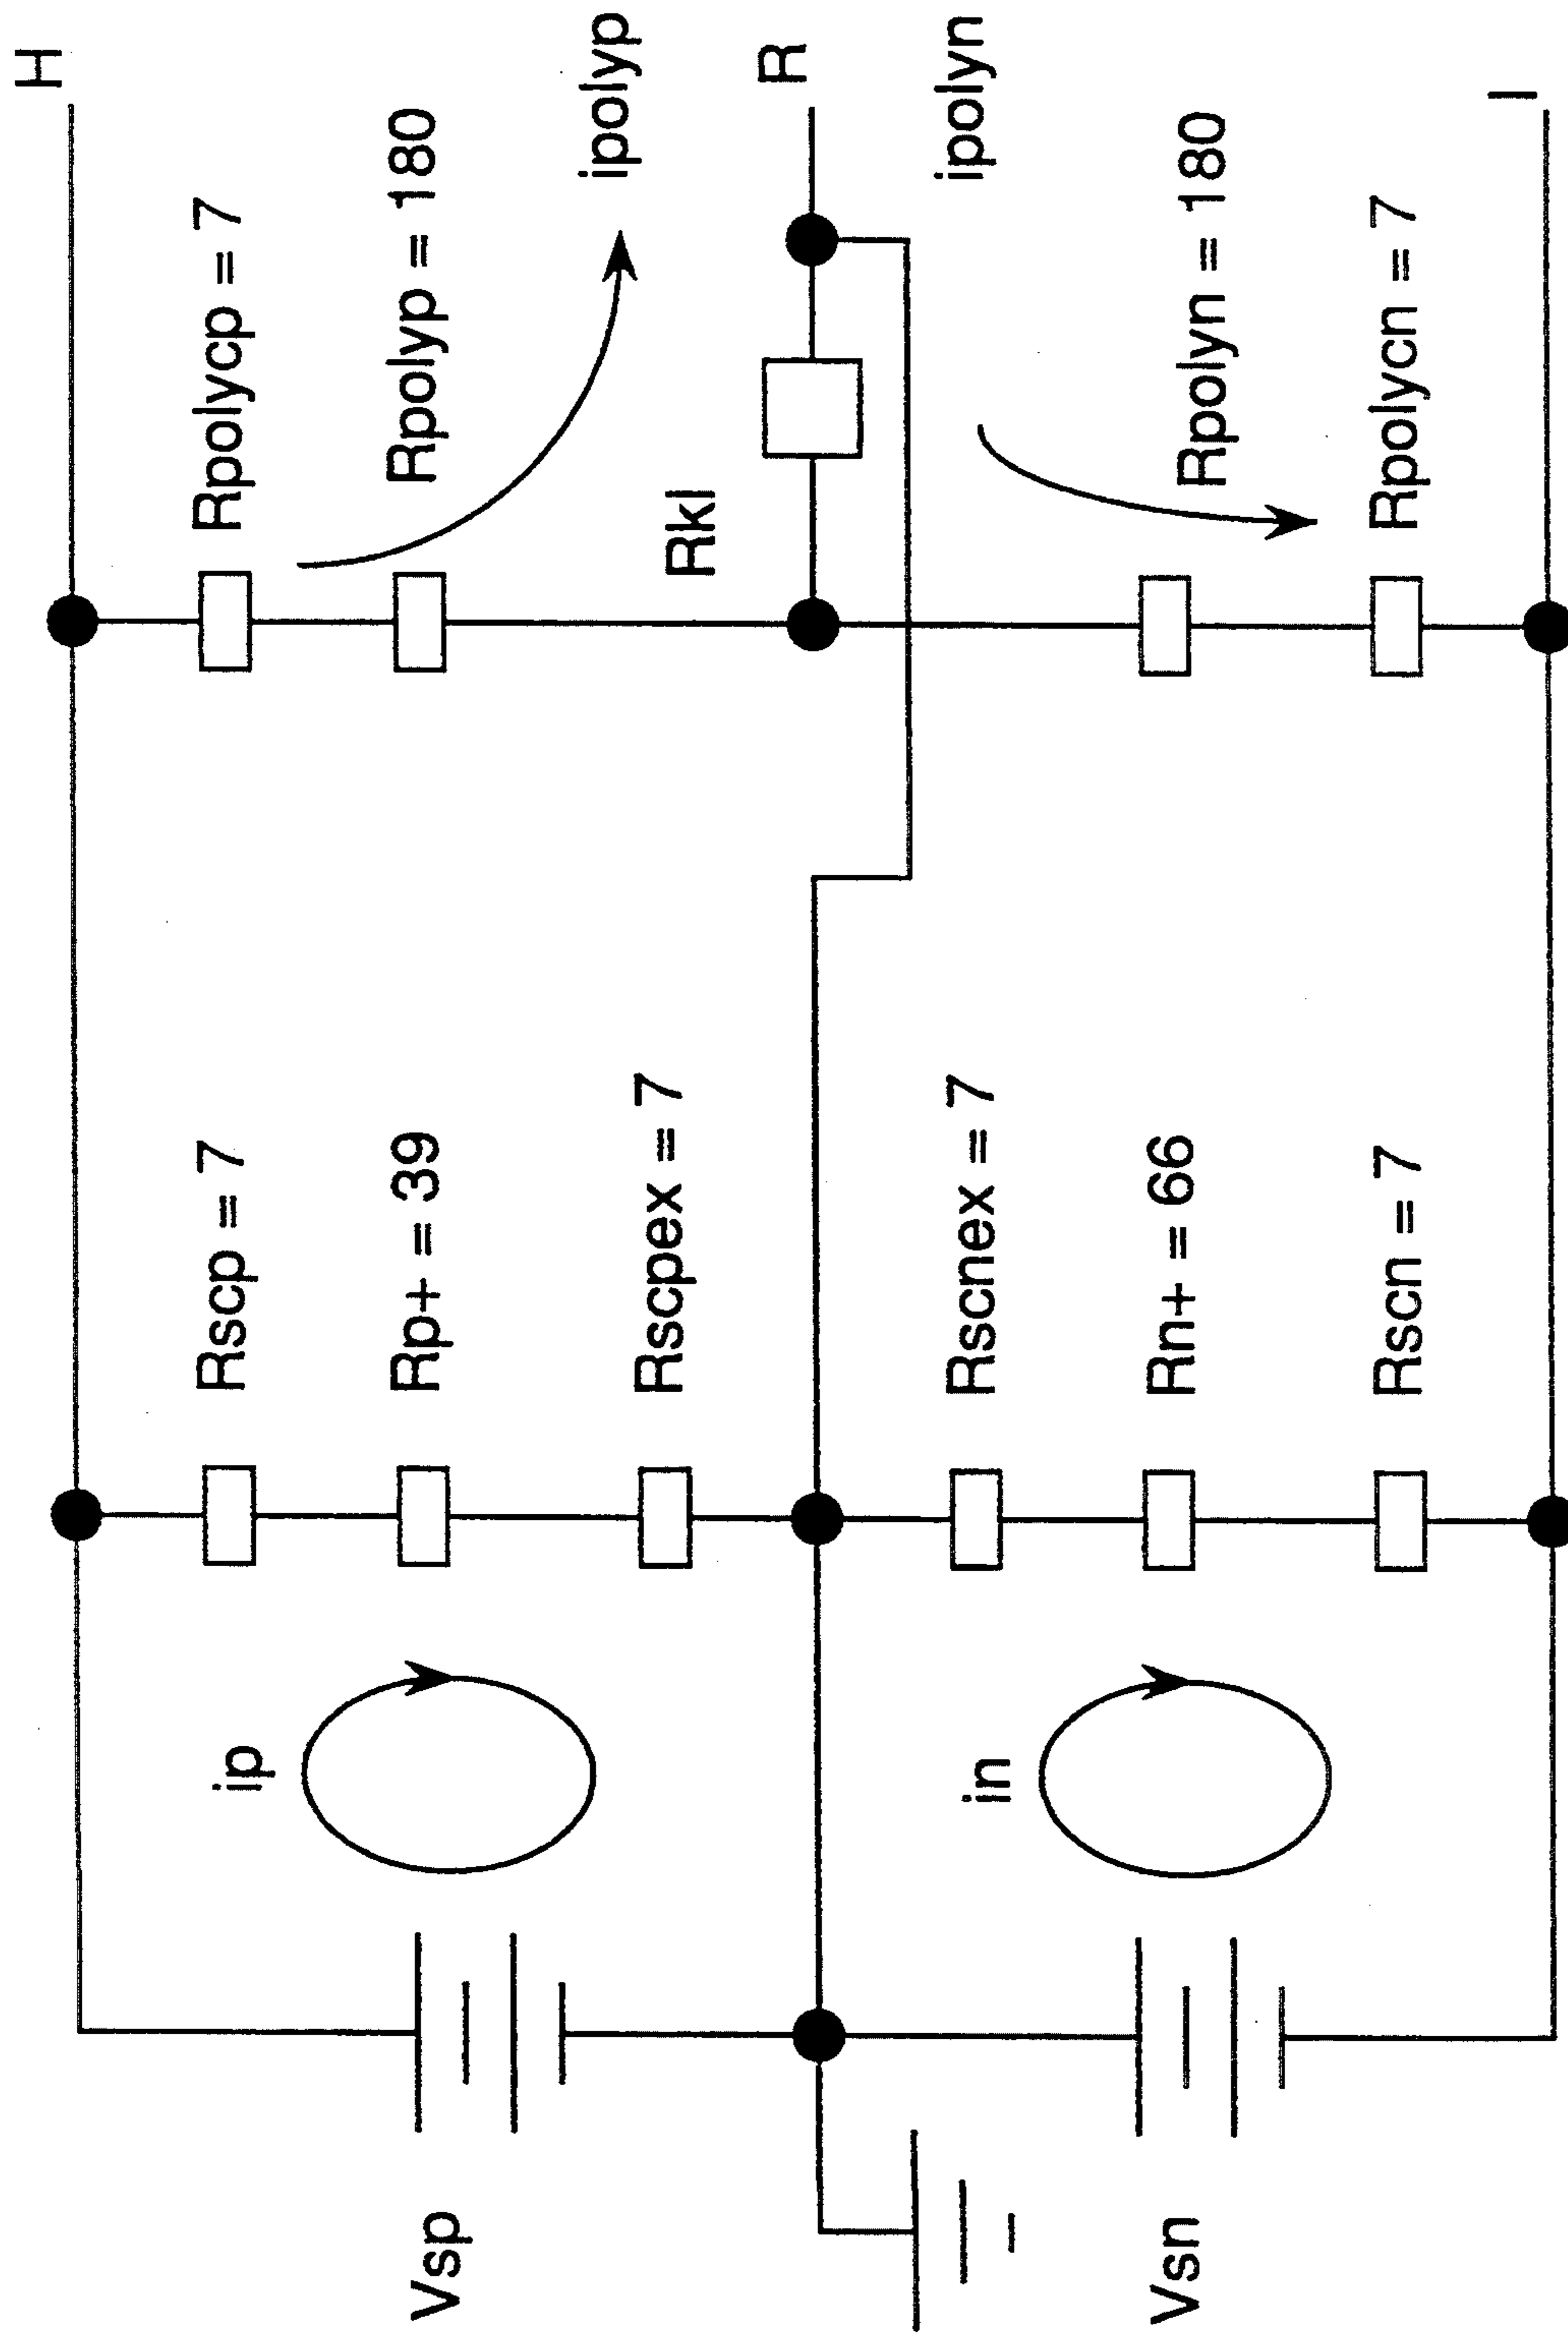 H
Rpolycp = 7
Rpolyp = 180
ipolyp
Rkl
R
ipolyn
Rpolyn = 180
Rpolycn = 7
I
Rscp = 7
Rp+ = 39
Rscpex = 7
Rscnex = 7
Rn+ = 66
Rscn = 7
ip
in
Vsp
Vsn